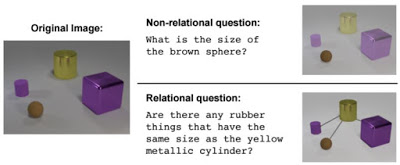 Original Image:
Non-relational question:
What is the size of
the brown sphere?
Relational question:
Are there any rubber
things that have the
same size as the yellow
metallic cylinder?